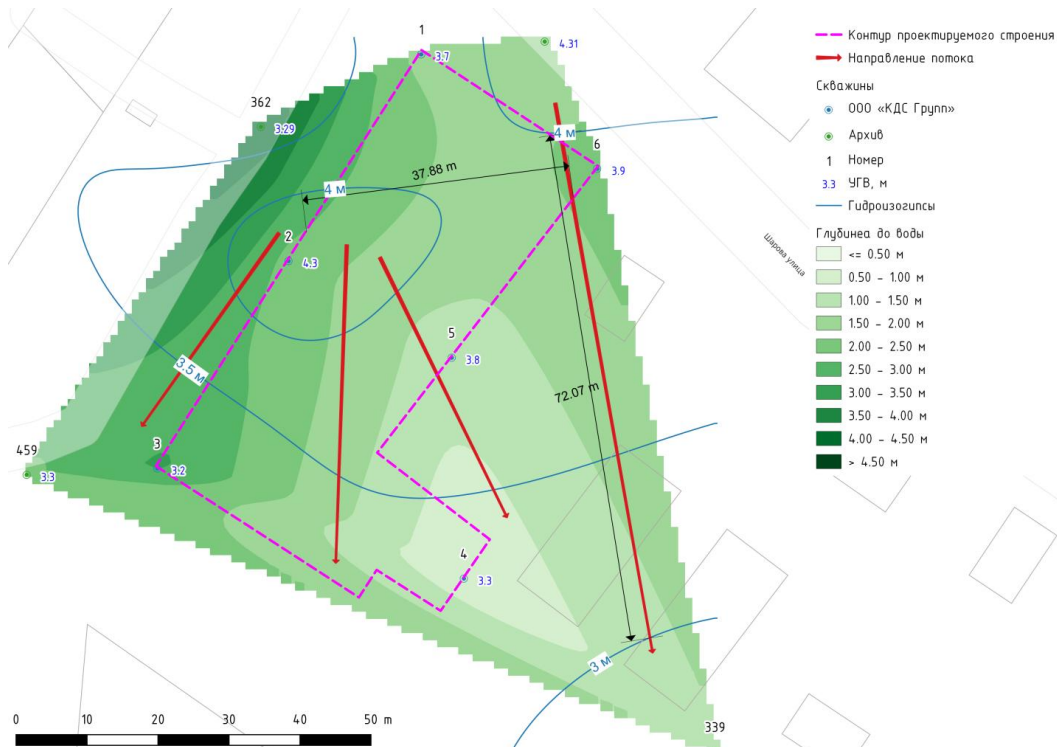 1
4.31
3.7
362
3.29
4 м
6
3.9
37.88 m
4 м
2
4.3
Шарова улица
5
3.8
3.5 м
72.07 m
3
3.2
459
3.3
4
3.3
3 м
339
0 10 20 30 40 50 m
Контур проектируемого строения
Направление потока
Скважины
ООО «КДС Групп»
Архив
1 Номер
3.3 УГВ, м
Гидроизогипсы
Глубинеа до воды
<= 0.50 м
0.50 - 1.00 м
1.00 - 1.50 м
1.50 - 2.00 м
2.00 - 2.50 м
2.50 - 3.00 м
3.00 - 3.50 м
3.50 - 4.00 м
4.00 - 4.50 м
> 4.50 м